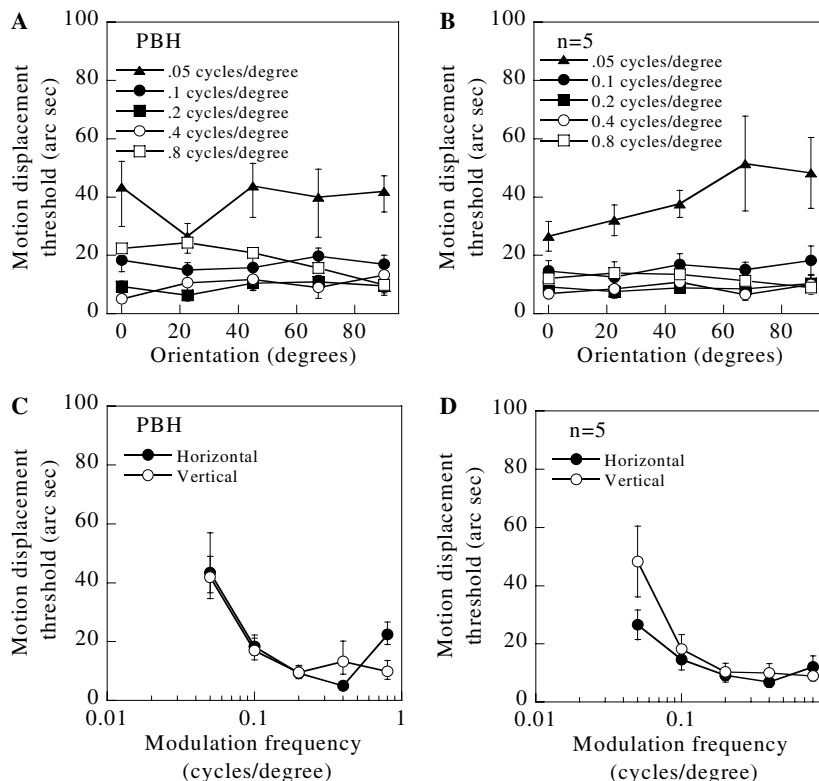 A
PBH
.05 cycles/degree
.1 cycles/degree
.2 cycles/degree
.4 cycles/degree
.8 cycles/degree
Motion displacement
threshold (arc sec)
100
80
60
40
20
0
0 20 40 60 80
Orientation (degrees)
B
n=5
.05 cycles/degree
0.1 cycles/degree
0.2 cycles/degree
0.4 cycles/degree
0.8 cycles/degree
Motion displacement
threshold (arc sec)
100
80
60
40
20
0
0 20 40 60 80
Orientation (degrees)
C
PBH
Horizontal
Vertical
Motion displacement
threshold (arc sec)
100
80
60
40
20
0
0.01 0.1 1
Modulation frequency
(cycles/degree)
D
n=5
Horizontal
Vertical
Motion displacement
threshold (arc sec)
100
80
60
40
20
0
0.01 0.1
Modulation frequency
(cycles/degree)